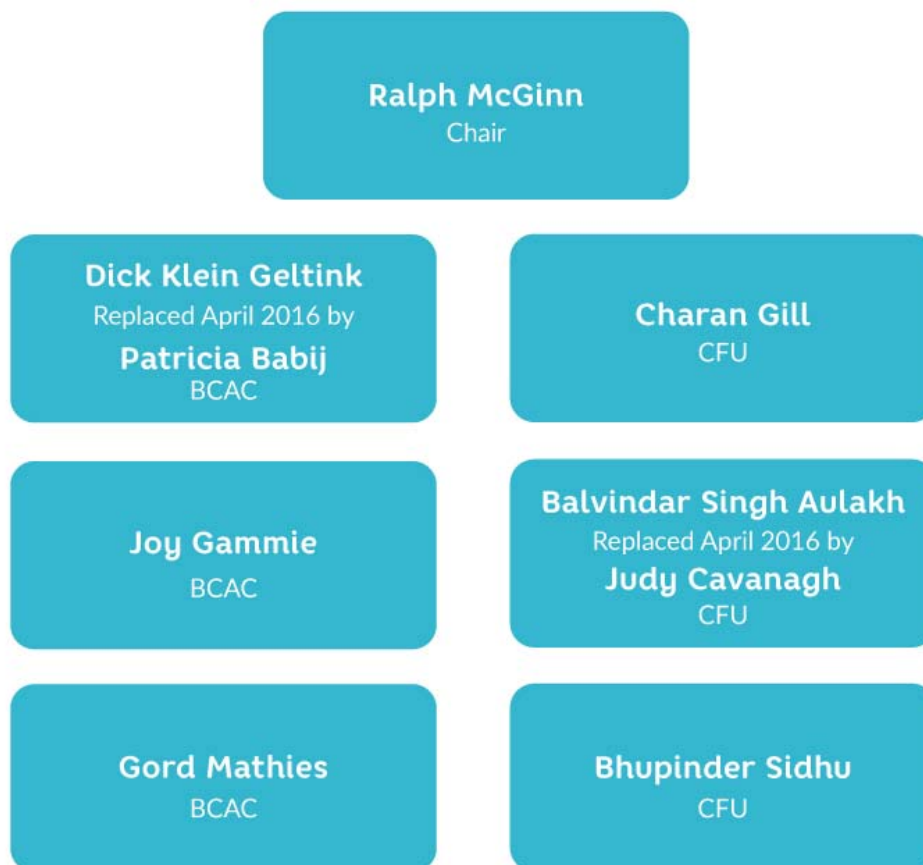 Ralph McGinn
Chair
Dick Klein Geltink
Replaced April 2016 by
Patricia Babij
BCAC
Charan Gill
CFU
Joy Gammie
BCAC
Balvindar Singh Aulakh
Replaced April 2016 by
Judy Cavanagh
CFU
Gord Mathies
BCAC
Bhupinder Sidhu
CFU